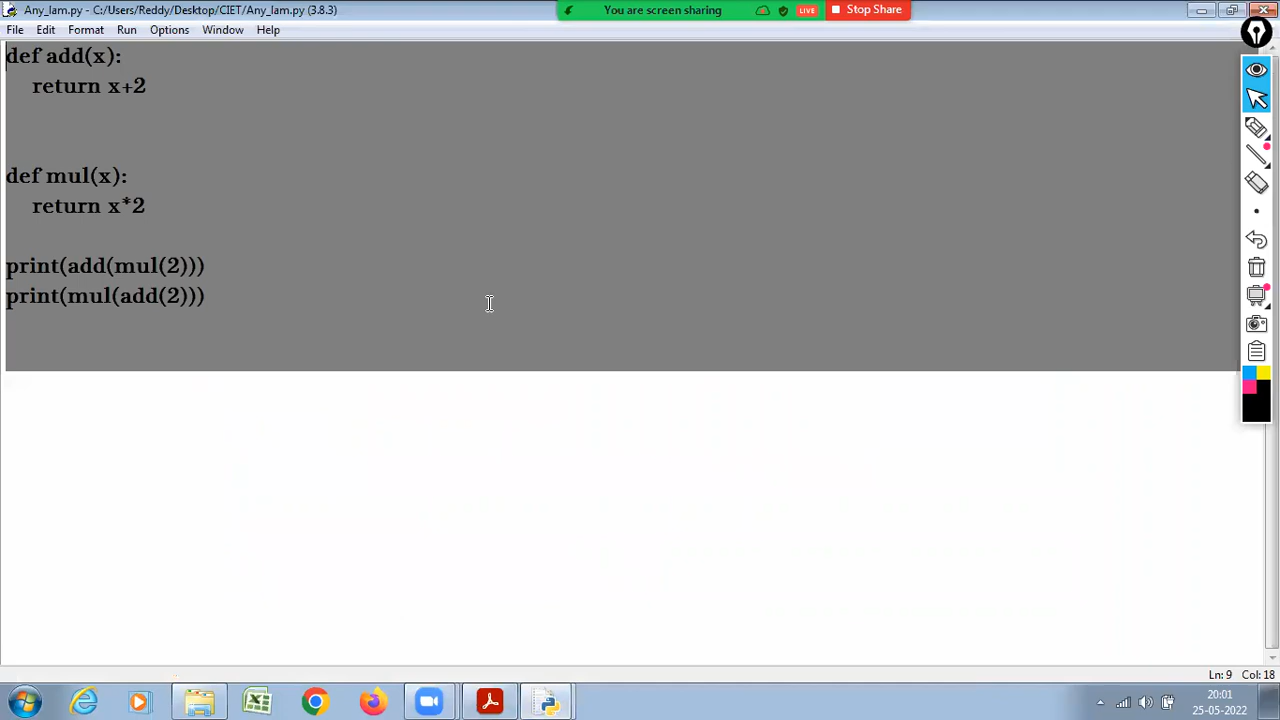 Any_lam.py - C:/Users/Reddy/Desktop/CIET/Any_lam.py (3.8.3)
You are screen sharing LIVE Stop Share
File Edit Format Run Options Window Help
def add(x):
    return x+2
def mul(x):
    return x*2
print(add(mul(2)))
print(mul(add(2)))
Ln: 9 Col: 18
20:01
25-05-2022